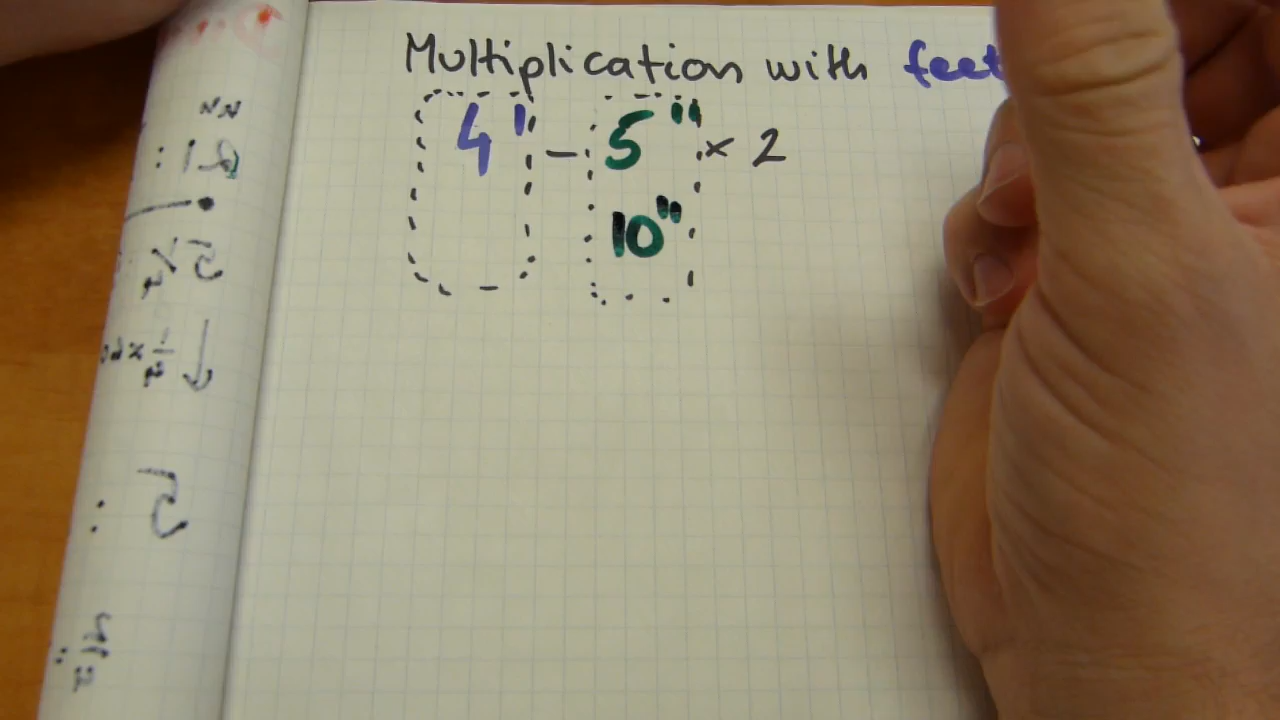 Multiplication with feet
4' - 5" × 2
10"